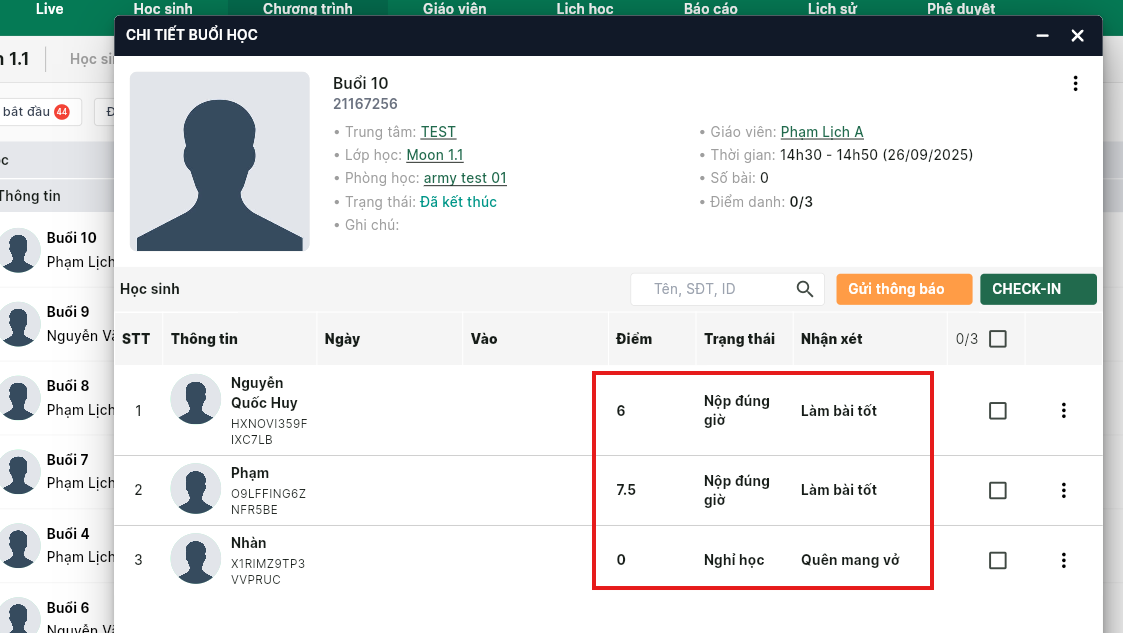 Live Học sinh Chương trình Giáo viên Lịch học Báo cáo Lịch sử Phê duyệt
CHI TIẾT BUỔI HỌC
1.1
Học si
bắt đầu 44
Thông tin
Buổi 10
Phạm Lịch
Buổi 9
Nguyễn Vă
Buổi 8
Phạm Lịch
Buổi 7
Phạm Lịch
Buổi 4
Phạm Lịch
Buổi 6
Nguyễn Vă
Buổi 10
21167256
• Trung tâm: TEST
• Lớp học: Moon 1.1
• Phòng học: army test 01
• Trạng thái: Đã kết thúc
• Ghi chú:
• Giáo viên: Phạm Lịch A
• Thời gian: 14h30 - 14h50 (26/09/2025)
• Số bài: 0
• Điểm danh: 0/3
Học sinh Tên, SĐT, ID Gửi thông báo CHECK-IN
STT Thông tin Ngày Vào Điểm Trạng thái Nhận xét 0/3
1 Nguyễn Quốc Huy HXNOVI359FIXC7LB 6 Nộp đúng giờ Làm bài tốt
2 Phạm O9LFFING6ZNFR5BE 7.5 Nộp đúng giờ Làm bài tốt
3 Nhàn X1RIMZ9TP3VVPRUC 0 Nghỉ học Quên mang vở